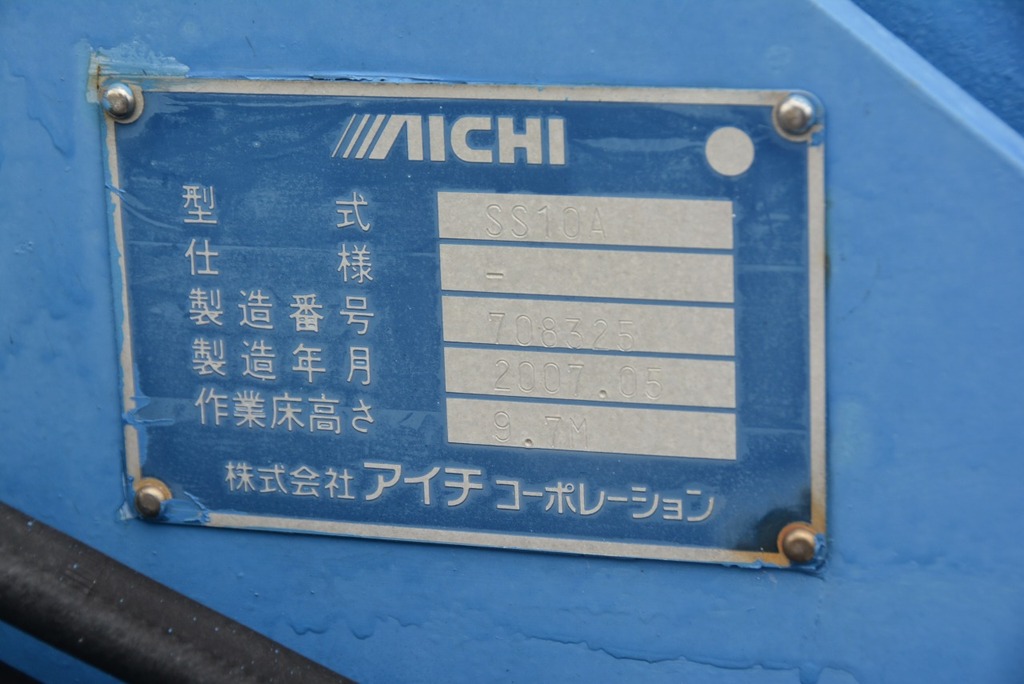 AICHI
型式 SS10A
仕様 -
製造番号 708325
製造年月 2007.05
作業床高さ 9.7M
株式会社アイチコーポレーション